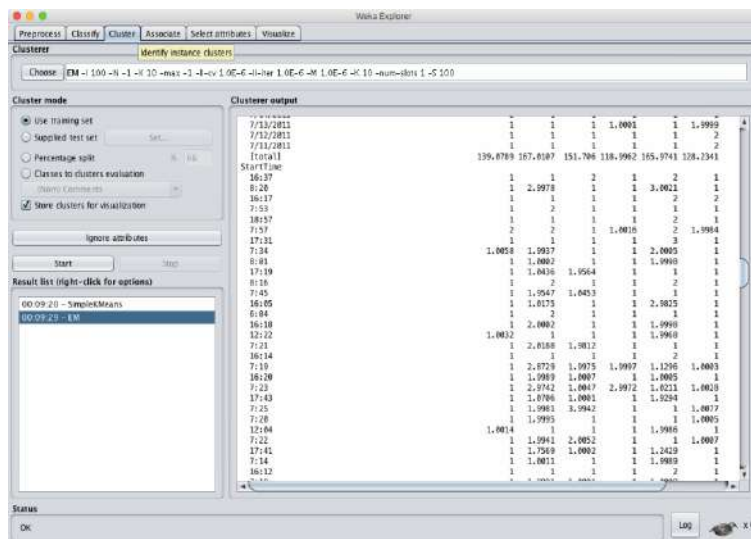 Weka Explorer
Preprocess Classify Cluster Associate Select attributes Visualize
Clusterer
Identify instance clusters
Choose EM -I 100 -N -1 -X 10 -max -1 -ll-cv 1.0E-6 -ll-iter 1.0E-6 -M 1.0E-6 -K 10 -num-slots 1 -S 100
Cluster mode
Use training set
Supplied test set Set...
Percentage split %
Classes to clusters evaluation
Store clusters for visualization
Ignore attributes
Start Stop
Result list (right-click for options)
00:09:20 - SimpleKMeans
00:09:29 - EM
Clusterer output
7/13/2011 1 1 1 1.0001 1 1.9999
7/12/2011 1 1 1 1 1 2
7/11/2011 1 1 1 1 1 2
[total] 139.0789 167.0107 151.706 118.9962 165.9741 128.2341
StartTime
16:37 1 1 2 1 2 1
8:20 1 2.9978 1 1 3.0021 1
16:17 1 1 1 1 2 2
7:53 1 2 1 1 1 1
18:57 1 1 1 1 2 1
7:57 2 2 1 1.0016 2 1.9984
17:31 1 1 1 1 3 1
7:34 1.0058 1.9937 1 1 2.0005 1
8:01 1 1.0002 1 1 1.9998 1
17:19 1 1.0436 1.9564 1 1 1
8:16 1 2 1 1 2 1
7:45 1 1.9547 1.0453 1 1 1
16:05 1 1.0175 1 1 2.9825 1
6:04 1 2 1 1 1 1
16:18 1 2.0002 1 1 1.9998 1
12:22 1.0032 1 1 1 1.9968 1
7:21 1 2.0188 1.9812 1 1 1
16:14 1 1 1 1 2 1
7:19 1 2.8729 1.9975 1.9997 1.1296 1.0003
16:20 1 1.9989 1.0007 1 1.0005 1
7:23 1 2.9742 1.0047 2.9972 1.0211 1.0028
17:43 1 1.0706 1.0001 1 1.9294 1
7:25 1 1.9981 3.9942 1 1 1.0077
7:28 1 1.9995 1 1 1 1.0005
12:04 1.0014 1 1 1 1.9986 1
7:22 1 1.9941 2.0052 1 1 1.0007
17:41 1 1.7569 1.0002 1 1.2429 1
7:14 1 1.0011 1 1 1.9989 1
16:12 1 1 1 1 2 1
Status
OK
Log